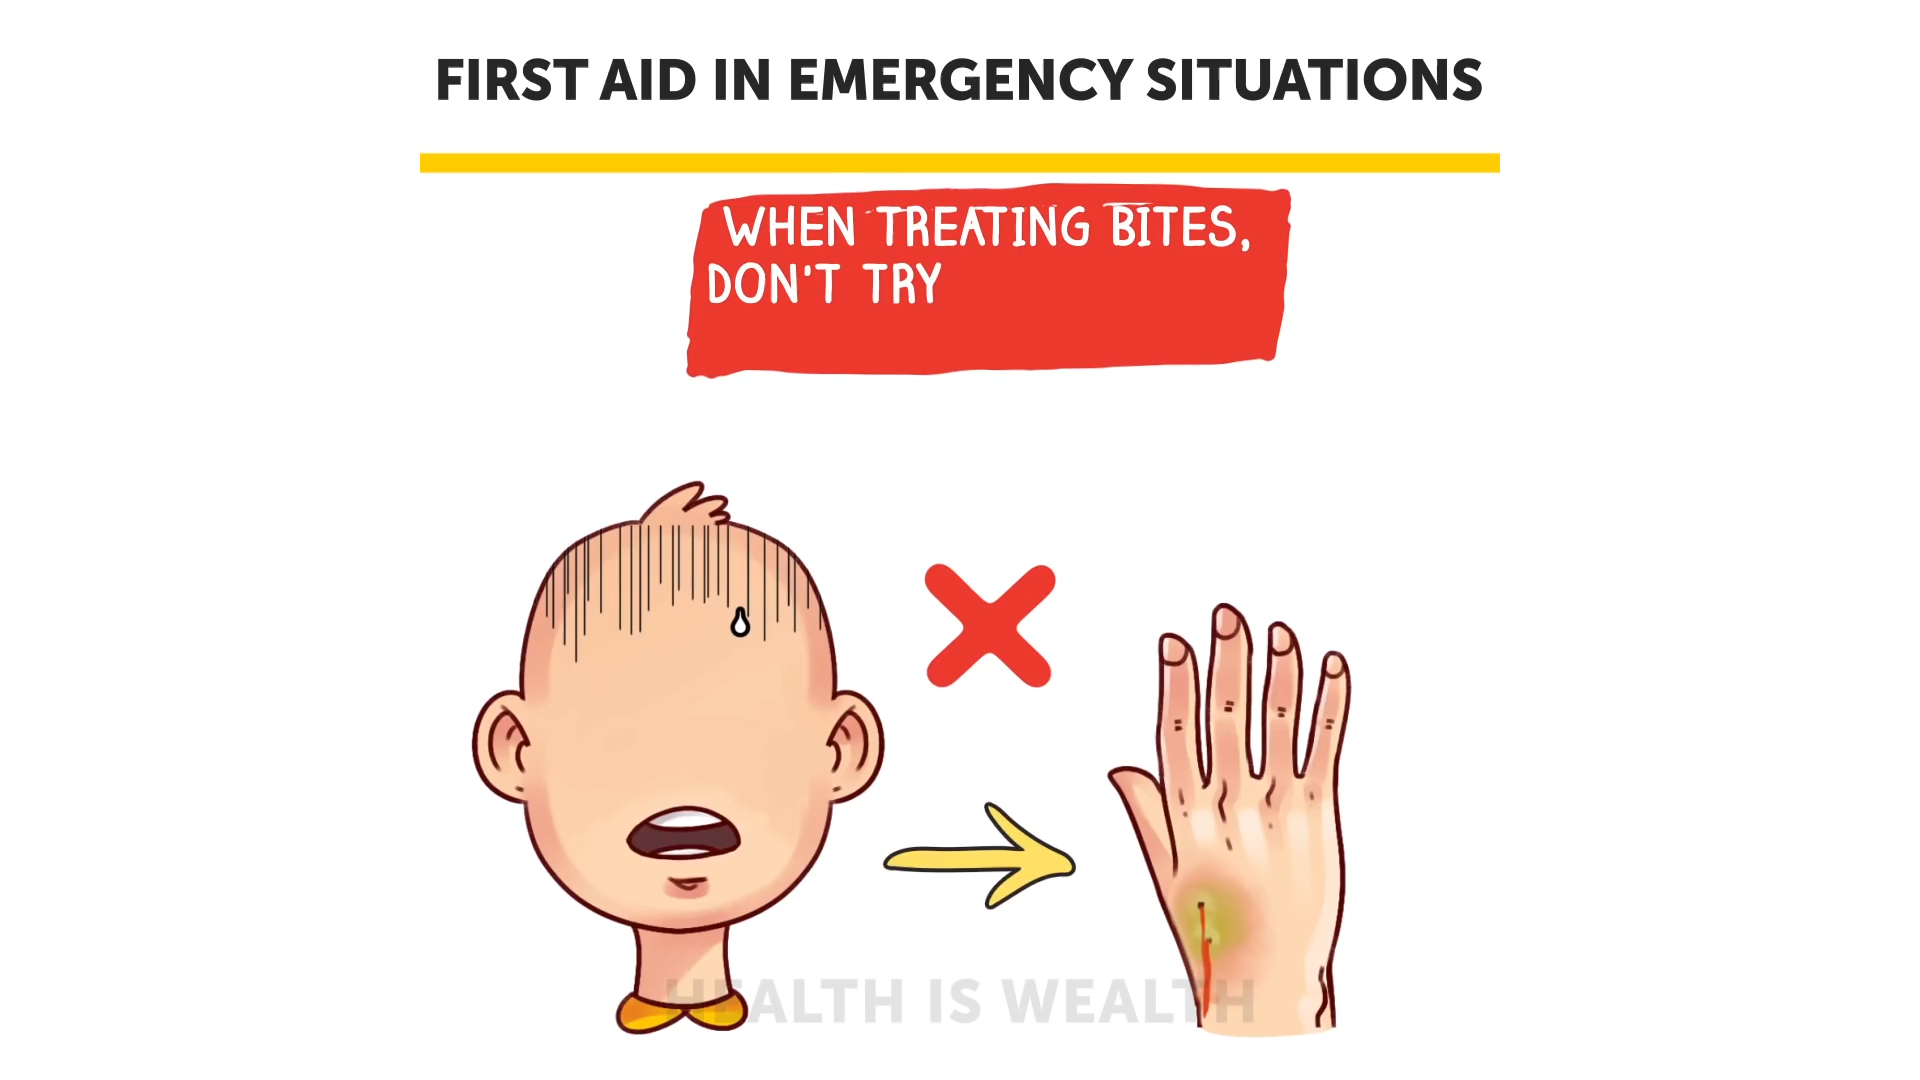 FIRST AID IN EMERGENCY SITUATIONS
WHEN TREATING BITES,
DON'T TRY
HEALTH IS WEALTH